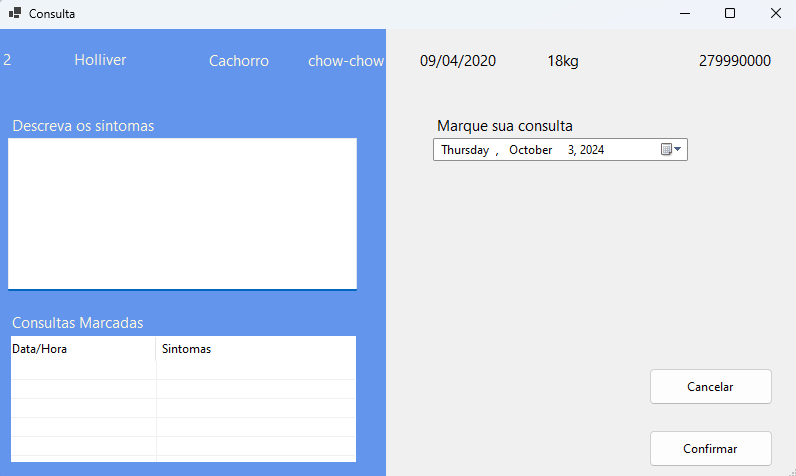 Consulta
2 Holliver Cachorro chow-chow 09/04/2020 18kg 279990000
Descreva os sintomas
Marque sua consulta
Thursday , October 3, 2024
Consultas Marcadas
Data/Hora Sintomas
Cancelar
Confirmar